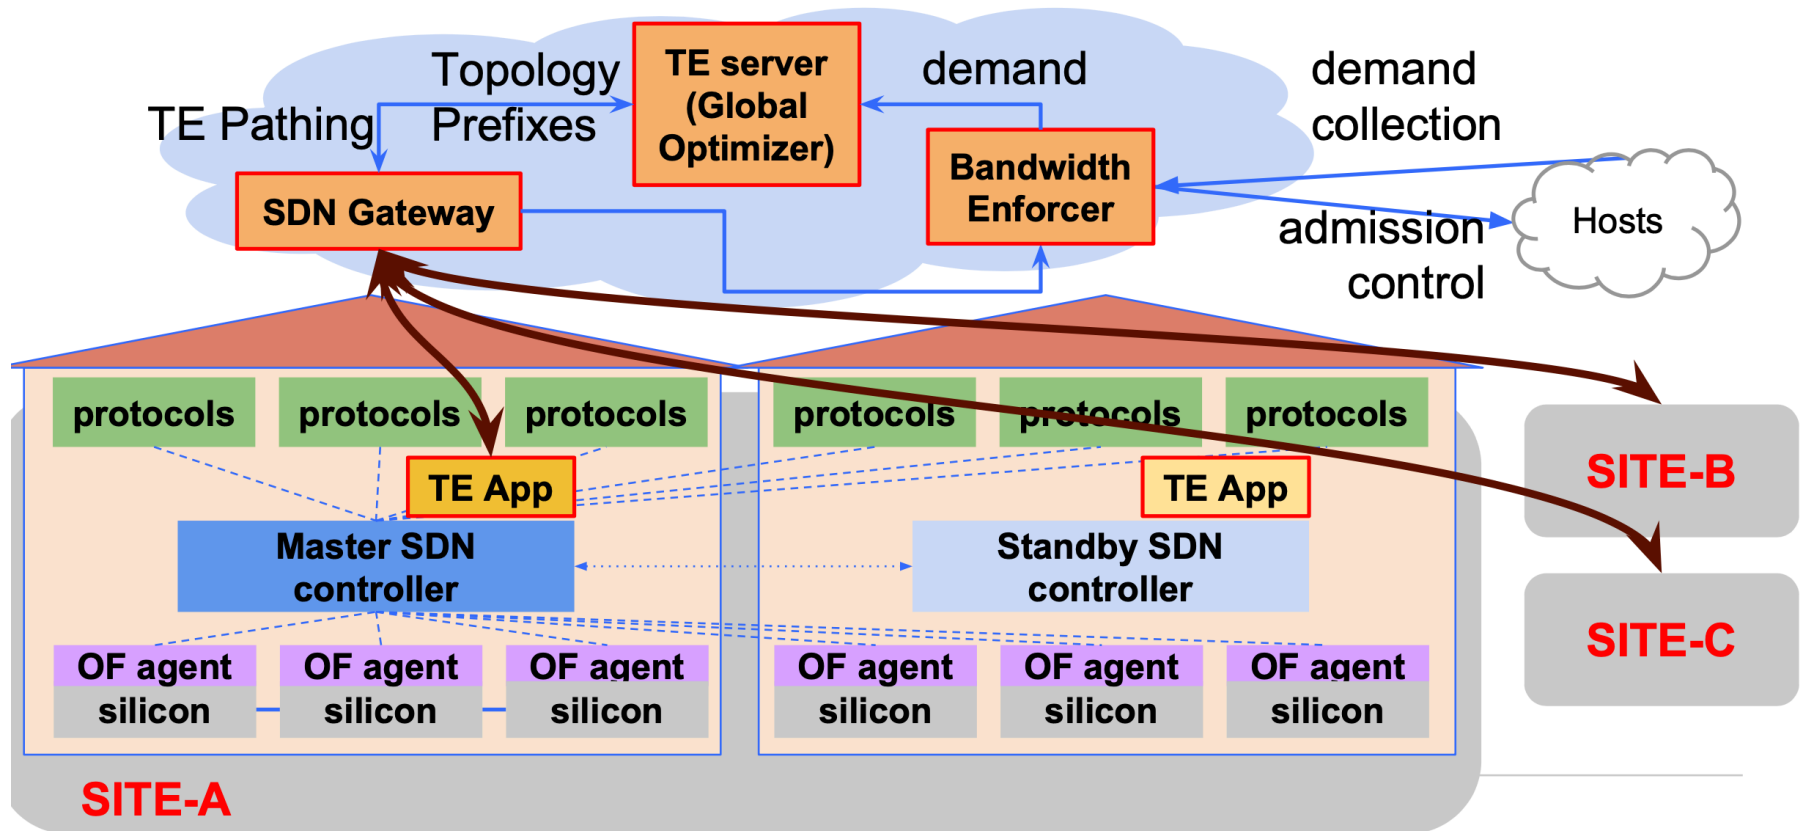 Topology
Prefixes
TE Pathing
TE server
(Global
Optimizer)
demand
demand
collection
SDN Gateway
Bandwidth
Enforcer
admission
control
Hosts
protocols
protocols
protocols
protocols
protocols
protocols
TE App
TE App
Master SDN
controller
Standby SDN
controller
OF agent
silicon
OF agent
silicon
OF agent
silicon
OF agent
silicon
OF agent
silicon
OF agent
silicon
SITE-A
SITE-B
SITE-C